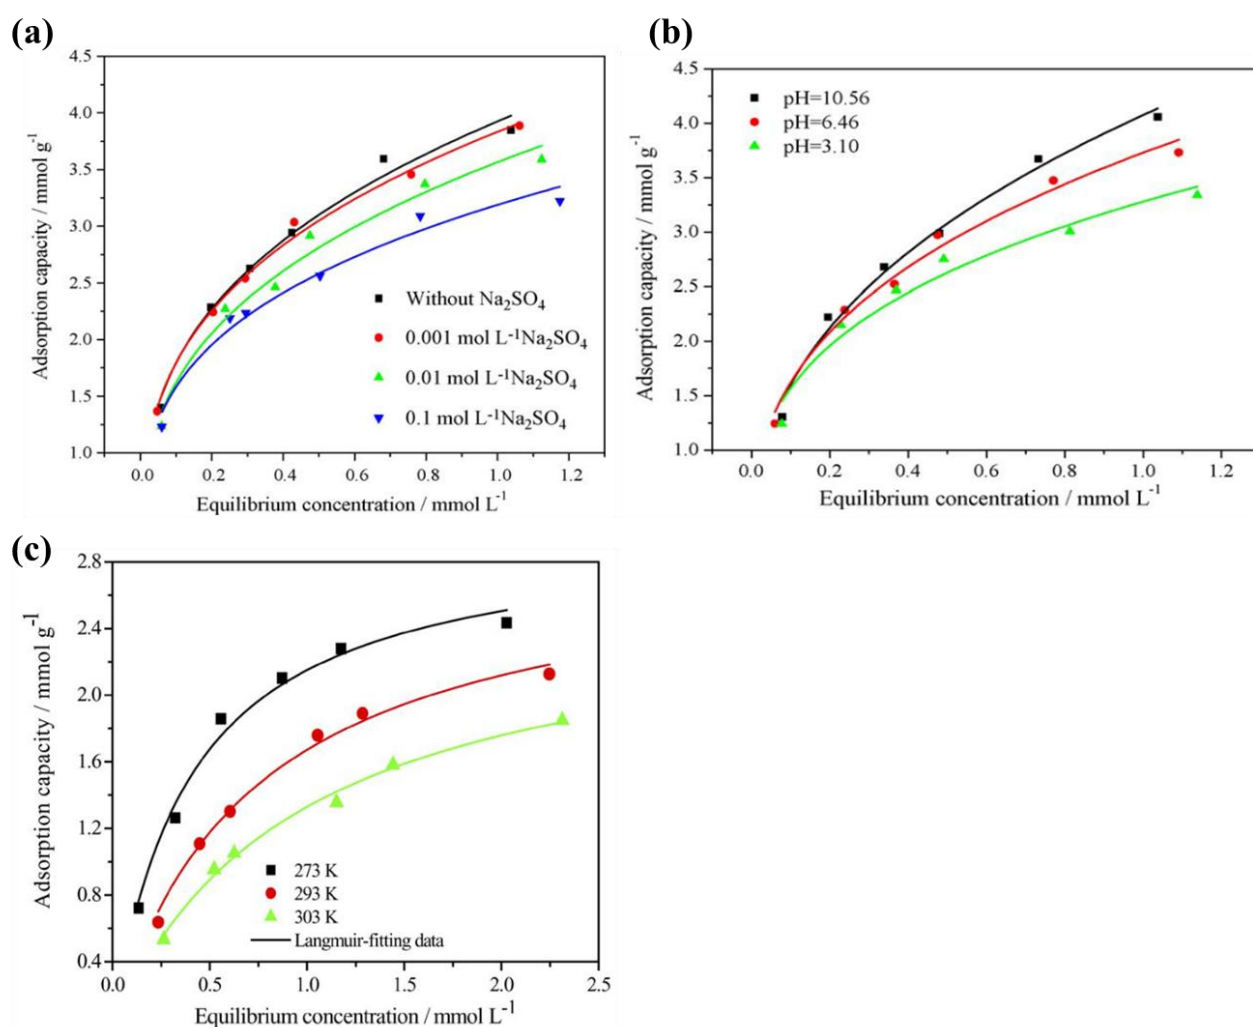 (a)
4.5
4.0
3.5
3.0
2.5
2.0
1.5
1.0
Adsorption capacity / mmol g⁻¹
Without Na₂SO₄
0.001 mol L⁻¹Na₂SO₄
0.01 mol L⁻¹Na₂SO₄
0.1 mol L⁻¹Na₂SO₄
0.0 0.2 0.4 0.6 0.8 1.0 1.2
Equilibrium concentration / mmol L⁻¹
(b)
4.5
4.0
3.5
3.0
2.5
2.0
1.5
1.0
Adsorption capacity / mmol g⁻¹
pH=10.56
pH=6.46
pH=3.10
0.0 0.2 0.4 0.6 0.8 1.0 1.2
Equilibrium concentration / mmol L⁻¹
(c)
2.8
2.4
2.0
1.6
1.2
0.8
0.4
Adsorption capacity / mmol g⁻¹
273 K
293 K
303 K
Langmuir-fitting data
0.0 0.5 1.0 1.5 2.0 2.5
Equilibrium concentration / mmol L⁻¹